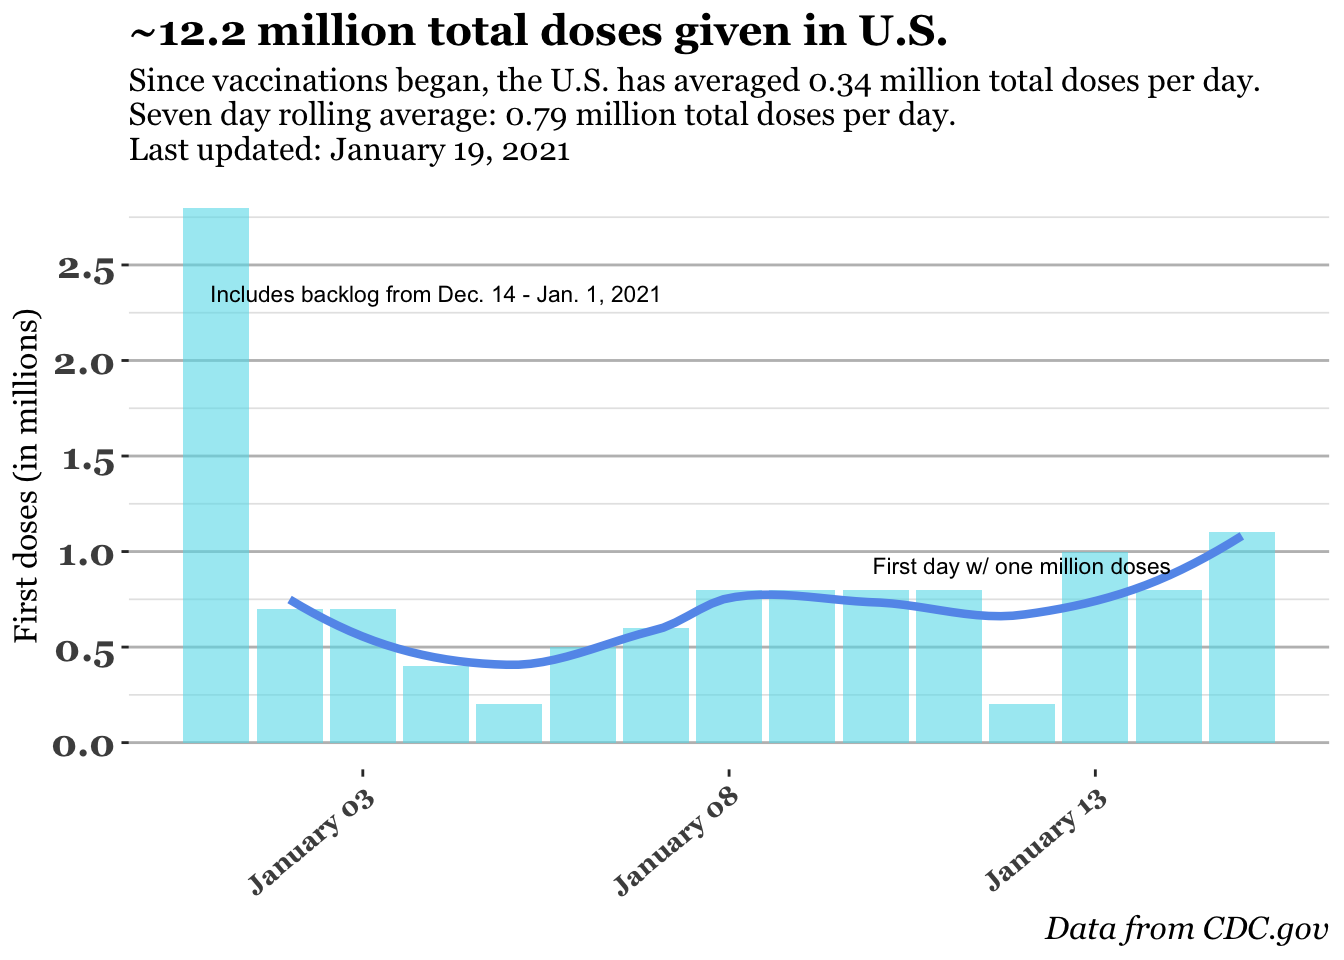 ~12.2 million total doses given in U.S.
Since vaccinations began, the U.S. has averaged 0.34 million total doses per day.
Seven day rolling average: 0.79 million total doses per day.
Last updated: January 19, 2021
First doses (in millions)
2.5
Includes backlog from Dec. 14 - Jan. 1, 2021
2.0
1.5
1.0
First day w/ one million doses
0.5
0.0
January 03
January 08
January 13
Data from CDC.gov